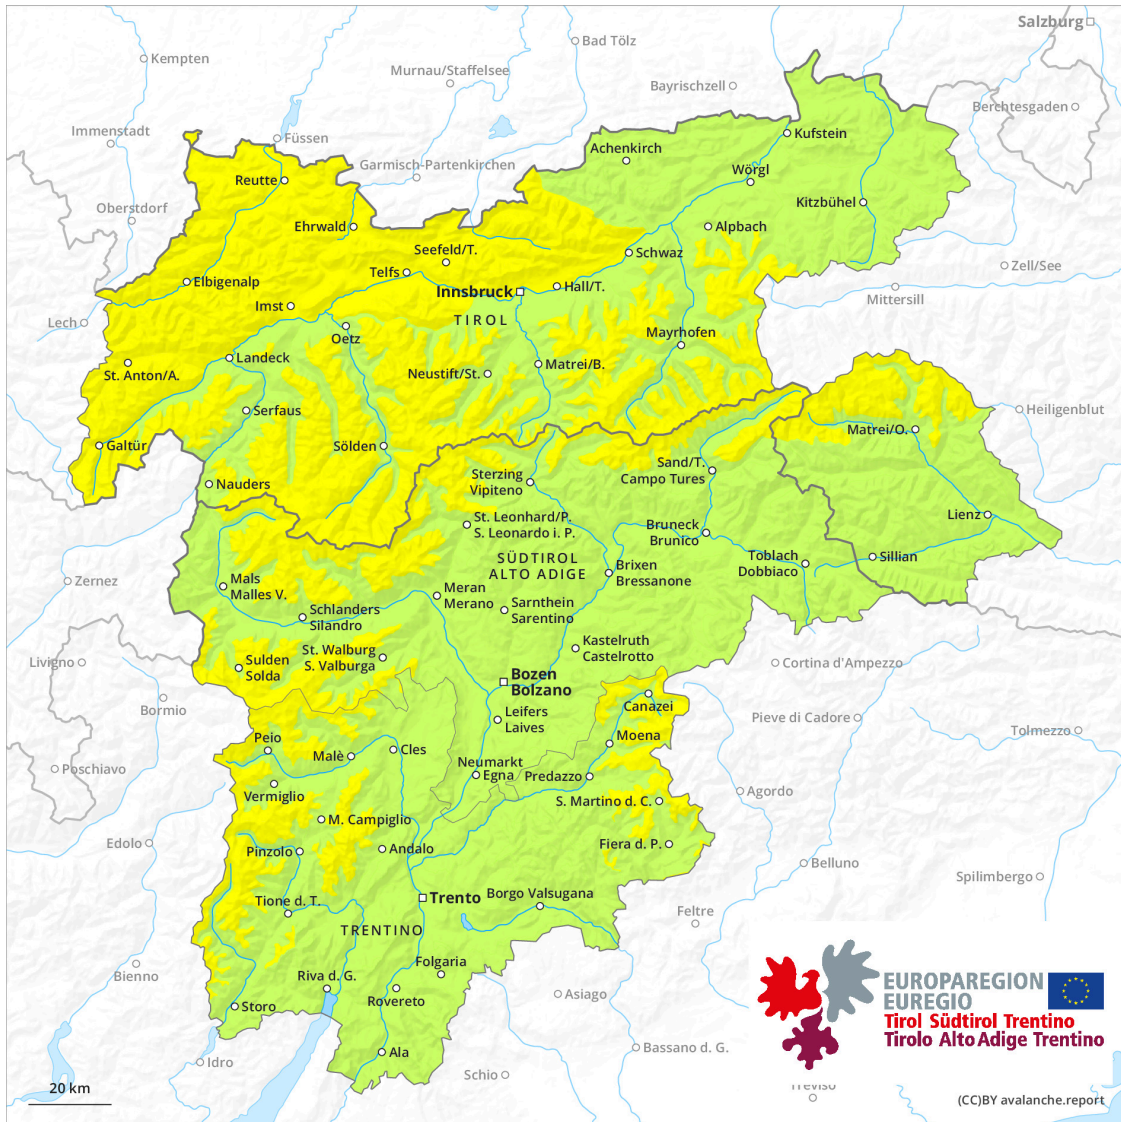 Salzburg
Bad Tölz
Kempten
Murnau/Staffelsee
Bayrischzell
Berchtesgaden
Immenstadt
Füssen
Kufstein
Achenkirch
Garmisch-Partenkirchen
Wörgl
Reutte
Kitzbühel
Oberstdorf
Ehrwald
Alpbach
Seefeld/T.
Schwaz
Zell/See
Telfs
Elbigenalp
Hall/T.
Innsbruck
Mittersill
Imst
Lech
TIROL
Oetz
Mayrhofen
Landeck
Matrei/B.
St. Anton/A.
Neustift/St.
Serfaus
Heiligenblut
Matrei/O.
Galtür
Sölden
Sand/T.
Campo Tures
Sterzing
Vipiteno
Nauders
St. Leonhard/P.
S. Leonardo i. P.
Lienz
Bruneck
Brunico
SÜDTIROL
ALTO ADIGE
Toblach
Dobbiaco
Sillian
Brixen
Bressanone
Zernez
Mals
Malles V.
Meran
Merano
Sarnthein
Sarentino
Schlanders
Silandro
Kastelruth
Castelrotto
St. Walburg
S. Valburga
Livigno
Sulden
Solda
Cortina d'Ampezzo
Bozen
Bolzano
Bormio
Canazei
Leifers
Laives
Pieve di Cadore
Tolmezzo
Peio
Moena
Malè
Cles
Poschiavo
Neumarkt
Egna
Predazzo
Vermiglio
Agordo
S. Martino d. C.
M. Campiglio
Edolo
Pinzolo
Andalo
Fiera d. P.
Belluno
Spilimbergo
Tione d. T.
Trento
Borgo Valsugana
Feltre
TRENTINO
Bienno
Riva d. G.
Folgaria
Storo
Rovereto
Asiago
EUROPAREGION
EUREGIO
Tirol Südtirol Trentino
Tirolo Alto Adige Trentino
Idro
Ala
Bassano d. G.
Schio
Treviso
20 km
(CC)BY avalanche.report